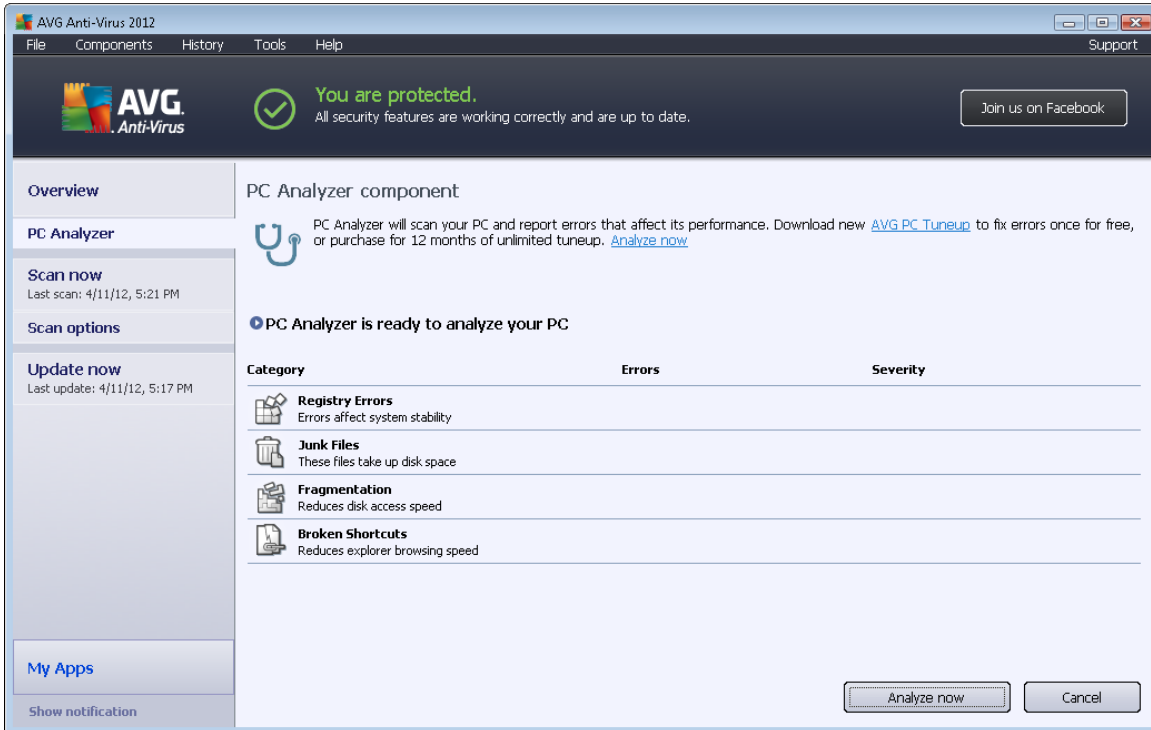 AVG Anti-Virus 2012
File Components History Tools Help Support
AVG.
Anti-Virus
You are protected.
All security features are working correctly and are up to date.
Join us on Facebook
Overview
PC Analyzer
Scan now
Last scan: 4/11/12, 5:21 PM
Scan options
Update now
Last update: 4/11/12, 5:17 PM
My Apps
Show notification
PC Analyzer component
PC Analyzer will scan your PC and report errors that affect its performance. Download new AVG PC Tuneup to fix errors once for free,
or purchase for 12 months of unlimited tuneup. Analyze now
PC Analyzer is ready to analyze your PC
Category Errors Severity
Registry Errors
Errors affect system stability
Junk Files
These files take up disk space
Fragmentation
Reduces disk access speed
Broken Shortcuts
Reduces explorer browsing speed
Analyze now Cancel